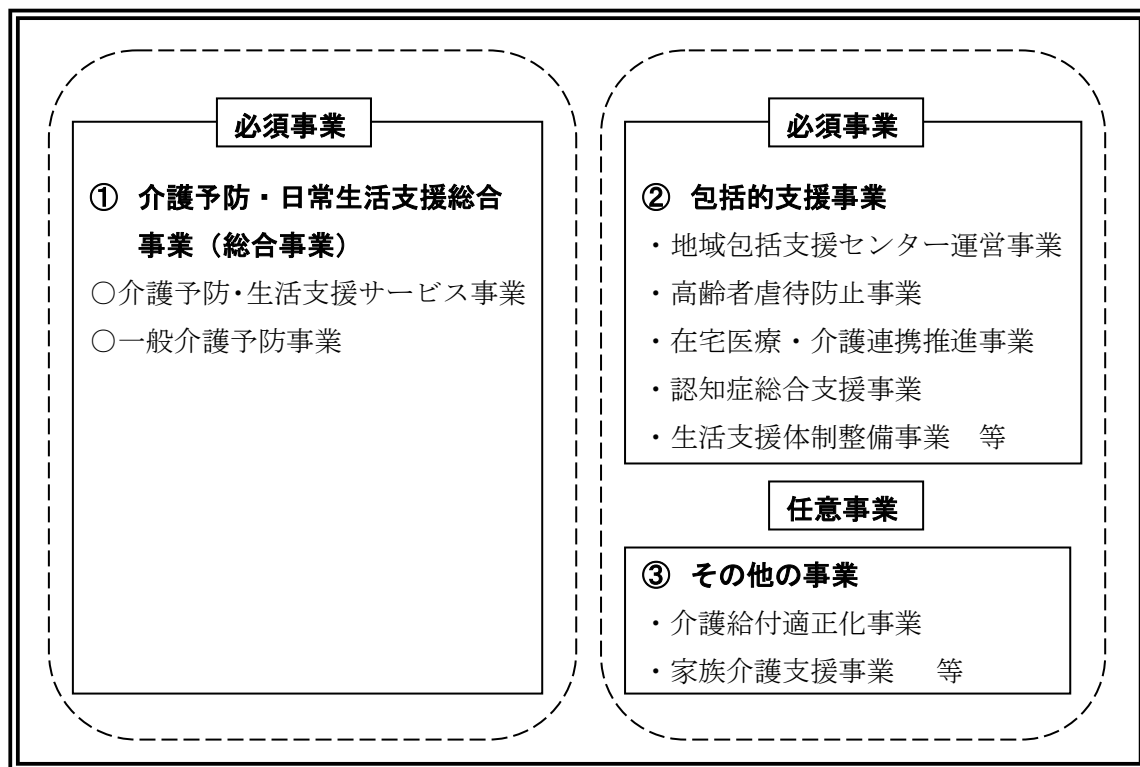 必須事業
① 介護予防・日常生活支援総合
事業（総合事業）
○介護予防・生活支援サービス事業
○一般介護予防事業
必須事業
② 包括的支援事業
・地域包括支援センター運営事業
・高齢者虐待防止事業
・在宅医療・介護連携推進事業
・認知症総合支援事業
・生活支援体制整備事業　等
任意事業
③ その他の事業
・介護給付適正化事業
・家族介護支援事業　等